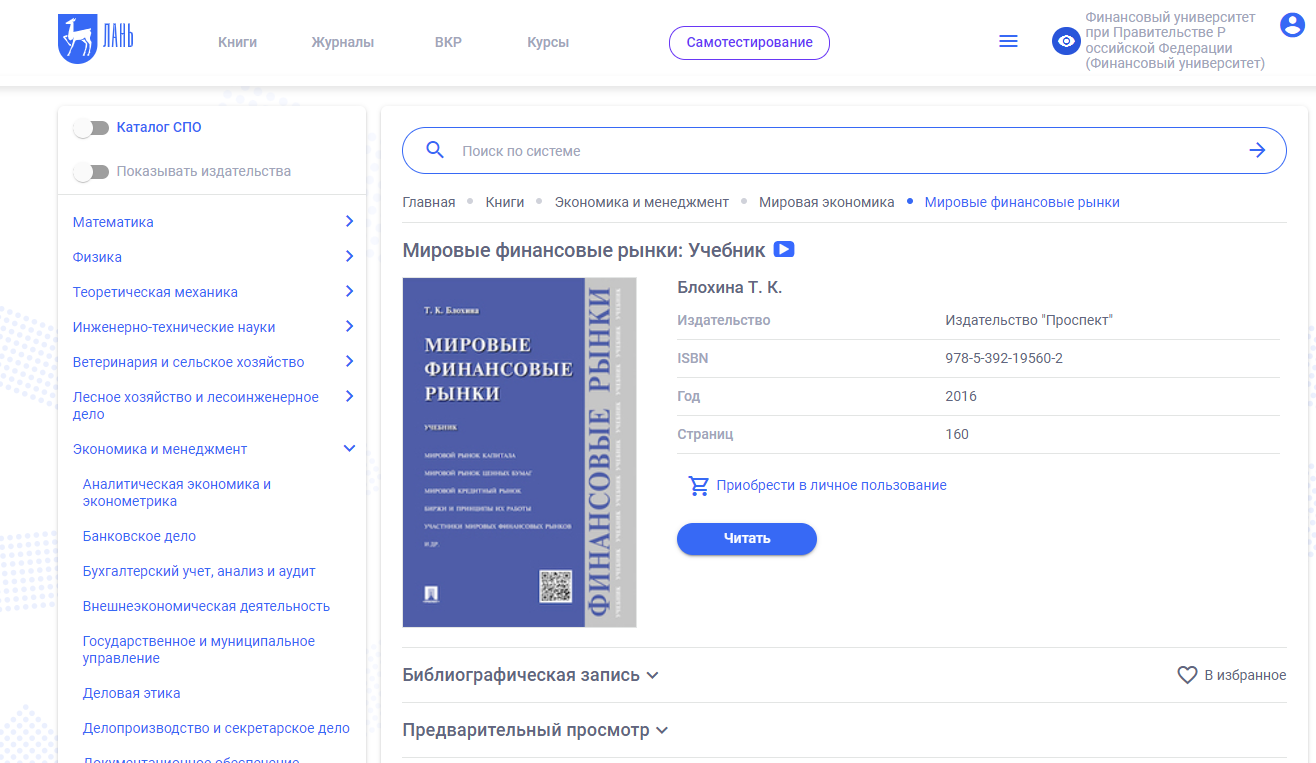 ЛАНЬ
Книги
Журналы
ВКР
Курсы
Самотестирование
Финансовый университет
при Правительстве Р
оссийской Федерации
(Финансовый университет)
Каталог СПО
Показывать издательства
Математика
Физика
Теоретическая механика
Инженерно-технические науки
Ветеринария и сельское хозяйство
Лесное хозяйство и лесоинженерное
дело
Экономика и менеджмент
Аналитическая экономика и
эконометрика
Банковское дело
Бухгалтерский учет, анализ и аудит
Внешнеэкономическая деятельность
Государственное и муниципальное
управление
Деловая этика
Делопроизводство и секретарское дело
Документационное обеспечение
Поиск по системе
Главная
Книги
Экономика и менеджмент
Мировая экономика
Мировые финансовые рынки
Мировые финансовые рынки: Учебник
Т. К. Блохина
МИРОВЫЕ
ФИНАНСОВЫЕ
РЫНКИ
УЧЕБНИК
МИРОВОЙ РЫНОК КАПИТАЛА
МИРОВОЙ РЫНОК ЦЕННЫХ БУМАГ
МИРОВОЙ КРЕДИТНЫЙ РЫНОК
БИРЖИ И ПРИНЦИПЫ ИХ РАБОТЫ
УЧАСТНИКИ МИРОВЫХ ФИНАНСОВЫХ РЫНКОВ
И ДР.
ФИНАНСОВЫЕ РЫНКИ
Блохина Т. К.
Издательство
Издательство "Проспект"
ISBN
978-5-392-19560-2
Год
2016
Страниц
160
Приобрести в личное пользование
Читать
Библиографическая запись
В избранное
Предварительный просмотр